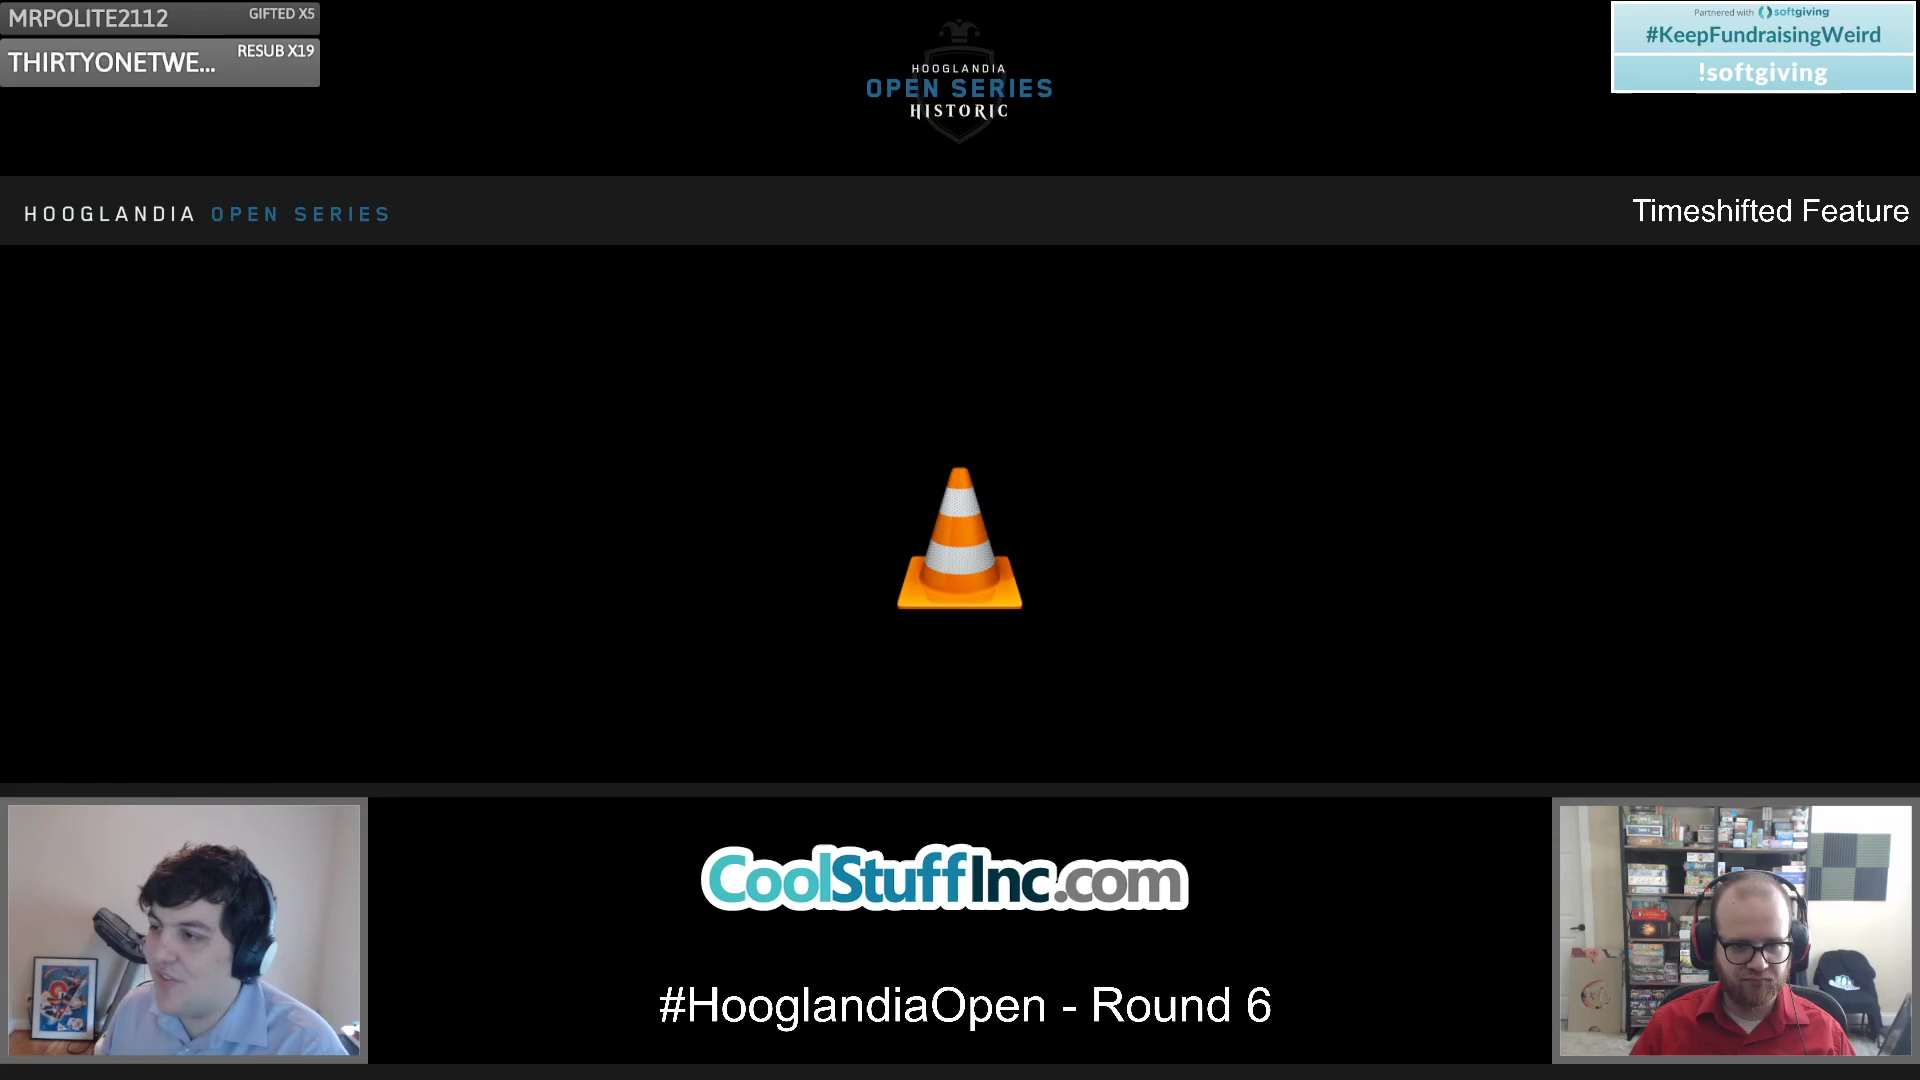 MRPOLITE2112
GIFTED X5
THIRTYONETWE...
RESUB X19
HOOGLANDIA
OPEN SERIES
HISTORIC
Partnered with softgiving
#KeepFundraisingWeird
!softgiving
HOOGLANDIA OPEN SERIES
Timeshifted Feature
CoolStuffInc.com
#HooglandiaOpen - Round 6